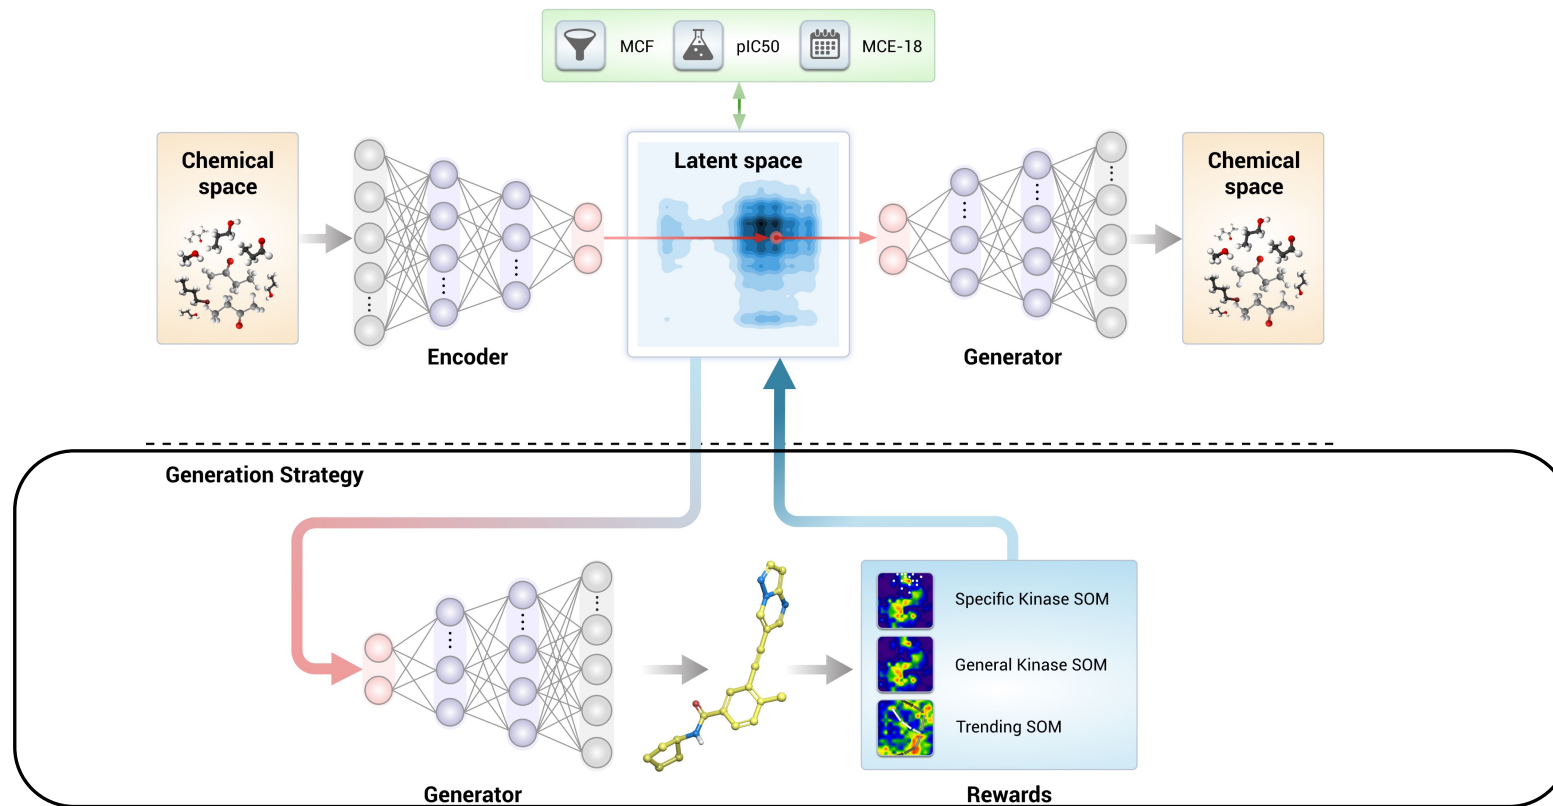 MCF
pIC50
MCE-18
Chemical
space
Latent space
Chemical
space
Encoder
Generator
Generation Strategy
Specific Kinase SOM
General Kinase SOM
Trending SOM
Generator
Rewards